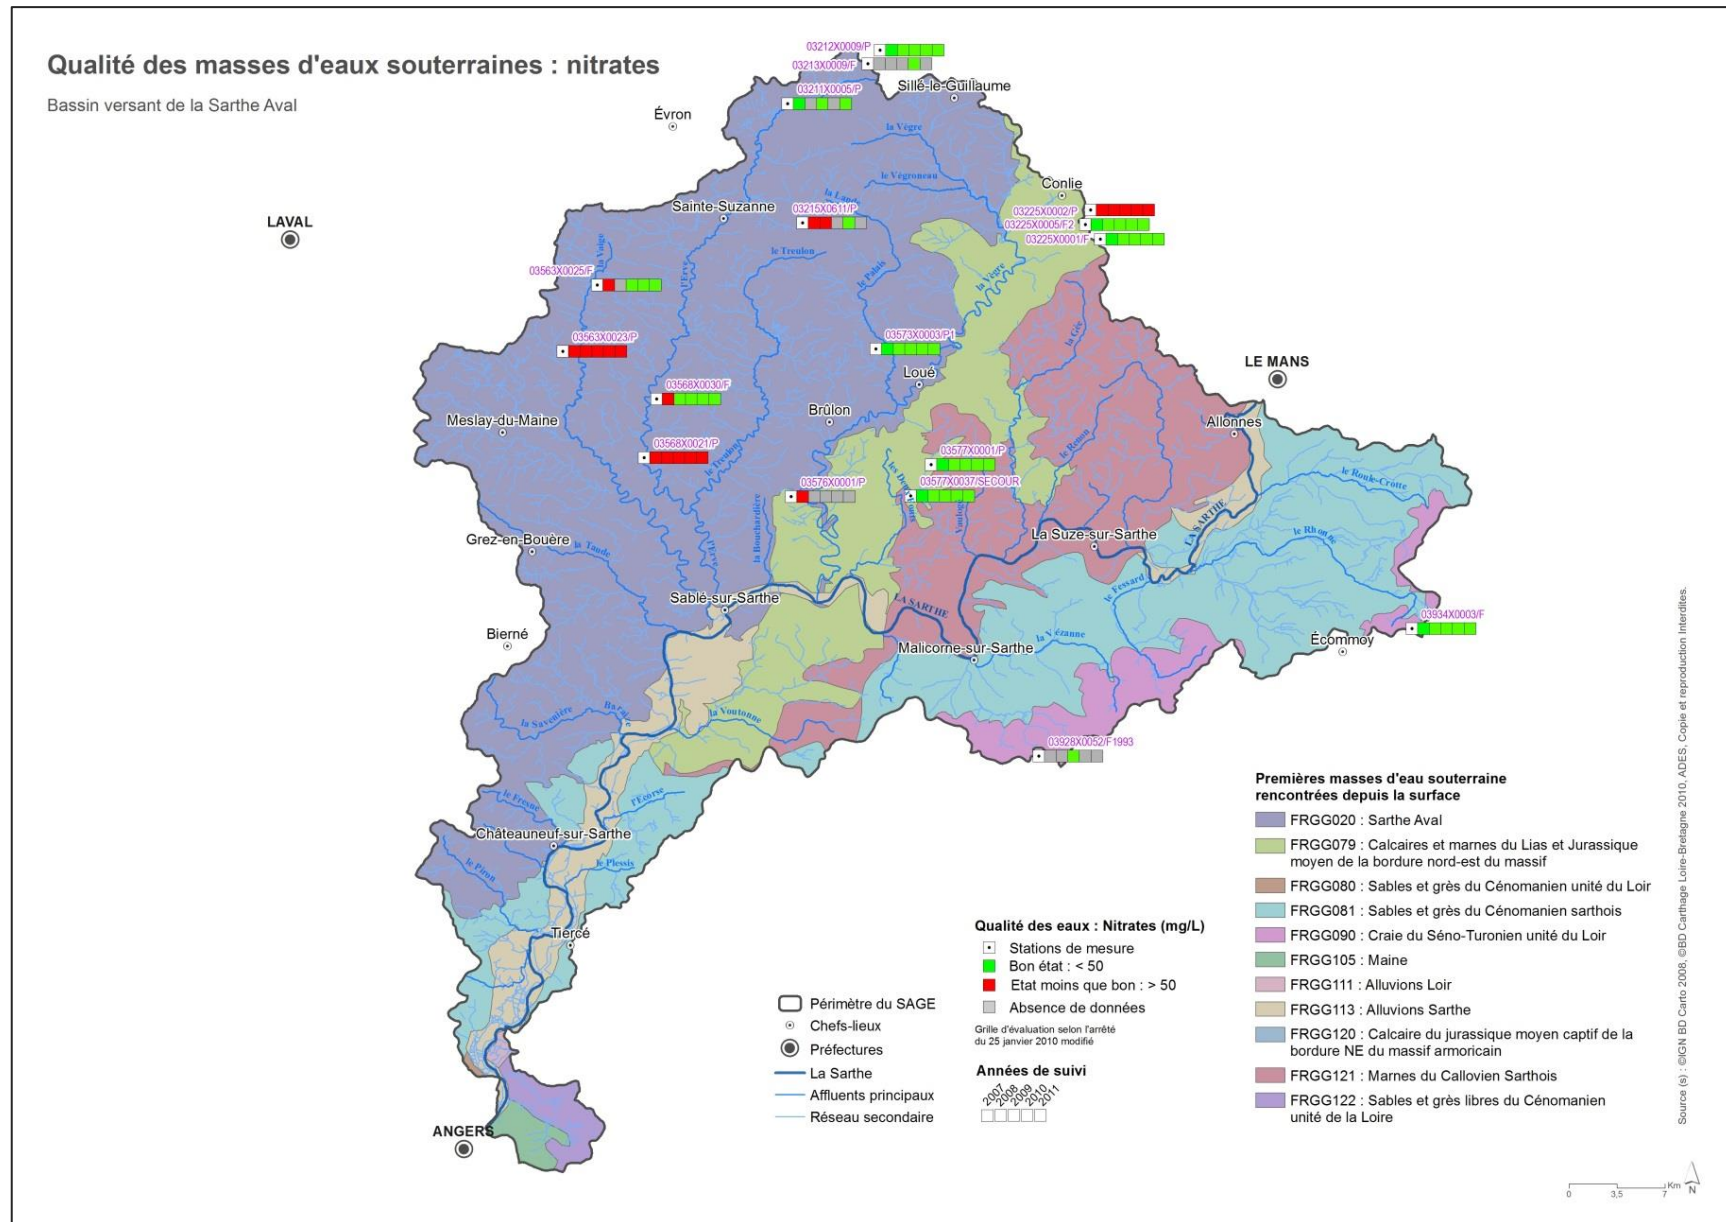 Qualité des masses d'eaux souterraines : nitrates
Bassin versant de la Sarthe Aval
03212X0009/P
03213X0009/F
03211X0005/P
Sillé-le-Guillaume
Évron
la Vègre
le Végroneau
Conlie
LAVAL
Sainte-Suzanne
03215X0611/P
03225X0002/P
03225X0005/F2
03225X0001/F
la Vaige
l'Erve
le Treulon
le Palais
la Vègre
03563X0025/F
03563X0023/P
03573X0003/P1
la Gée
LE MANS
Loué
03568X0030/F
Meslay-du-Maine
Brûlon
Allonnes
03568X0021/P
le Treulon
le Renon
03577X0001/P
03576X0001/P
03577X0037/SECOUR
le Roule-Crotte
la Bouchardière
LA SARTHE
le Rhonne
Grez-en-Bouère
la Taude
l'Erve
La Suze-sur-Sarthe
le Fessard
Sablé-sur-Sarthe
LA SARTHE
03934X0003/F
Bierné
la Vézanne
Écommoy
Malicorne-sur-Sarthe
la Savenière
la Voutonne
03928X0052/F1993
le Fresne
l'Ecorse
Châteauneuf-sur-Sarthe
le Piron
le Plessis
Tiercé
ANGERS
Périmètre du SAGE
Chefs-lieux
Préfectures
La Sarthe
Affluents principaux
Réseau secondaire
Qualité des eaux : Nitrates (mg/L)
Stations de mesure
Bon état : < 50
Etat moins que bon : > 50
Absence de données
Grille d'évaluation selon l'arrêté
du 25 janvier 2010 modifié
Années de suivi
2007 2008 2009 2010 2011
Premières masses d'eau souterraine
rencontrées depuis la surface
FRGG020 : Sarthe Aval
FRGG079 : Calcaires et marnes du Lias et Jurassique
moyen de la bordure nord-est du massif
FRGG080 : Sables et grès du Cénomanien unité du Loir
FRGG081 : Sables et grès du Cénomanien sarthois
FRGG090 : Craie du Séno-Turonien unité du Loir
FRGG105 : Maine
FRGG111 : Alluvions Loir
FRGG113 : Alluvions Sarthe
FRGG120 : Calcaire du jurassique moyen captif de la
bordure NE du massif armoricain
FRGG121 : Marnes du Callovien Sarthois
FRGG122 : Sables et grès libres du Cénomanien
unité de la Loire
Source (s) : ©IGN BD Carto 2008, ©BD Carthage Loire-Bretagne 2010, ADES, Copie et reproduction Interdites.
0 3,5 7 Km
N